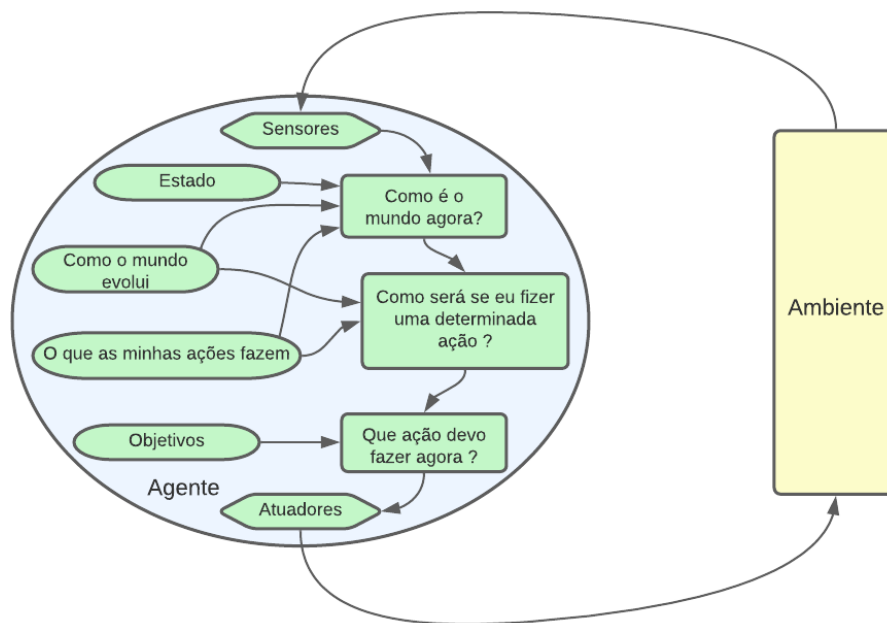 Sensores
Estado
Como é o
mundo agora?
Como o mundo
evolui
Como será se eu fizer
uma determinada
ação ?
Ambiente
O que as minhas ações fazem
Objetivos
Que ação devo
fazer agora ?
Agente
Atuadores